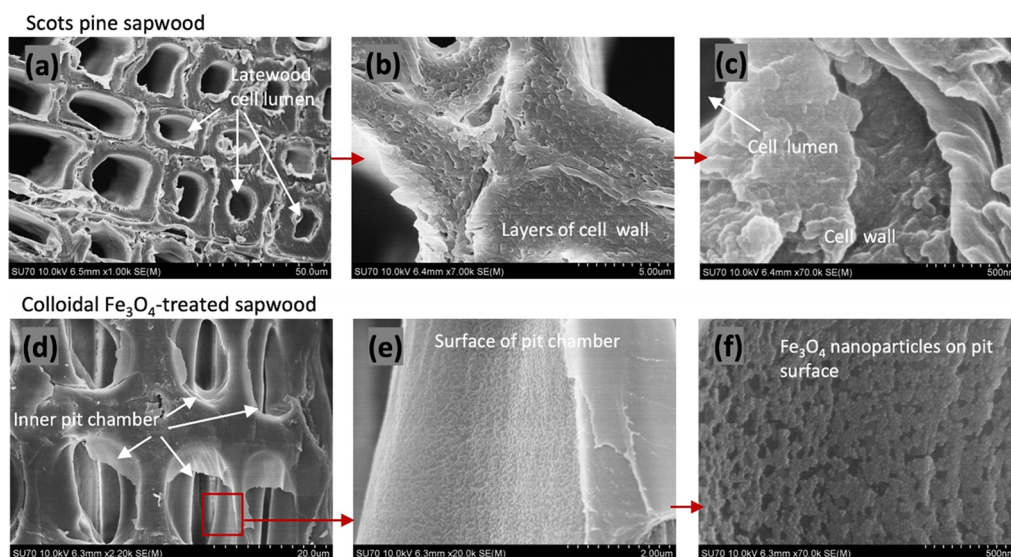 Scots pine sapwood
(a)
Latewood
cell lumen
SU70 10.0kV 6.5mm x1.00k SE(M)
50.0um
(b)
Layers of cell wall
SU70 10.0kV 6.4mm x7.00k SE(M)
5.00um
(c)
Cell lumen
Cell wall
SU70 10.0kV 6.4mm x70.0k SE(M)
500nm
Colloidal Fe₃O₄-treated sapwood
(d)
Inner pit chamber
SU70 10.0kV 6.3mm x2.20k SE(M)
20.0um
(e)
Surface of pit chamber
SU70 10.0kV 6.3mm x20.0k SE(M)
2.00um
(f)
Fe₃O₄ nanoparticles on pit
surface
SU70 10.0kV 6.3mm x70.0k SE(M)
500nm